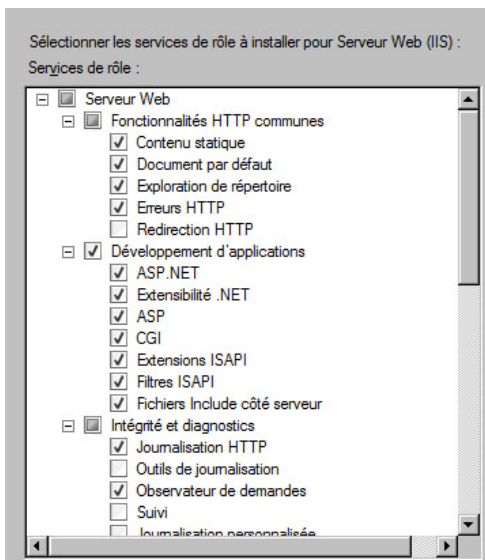 Sélectionner les services de rôle à installer pour Serveur Web (IIS) :
Services de rôle :
Serveur Web
Fonctionnalités HTTP communes
Contenu statique
Document par défaut
Exploration de répertoire
Erreurs HTTP
Redirection HTTP
Développement d'applications
ASP.NET
Extensibilité .NET
ASP
CGI
Extensions ISAPI
Filtres ISAPI
Fichiers Include côté serveur
Intégrité et diagnostics
Journalisation HTTP
Outils de journalisation
Observateur de demandes
Suivi
Journalisation personnalisée